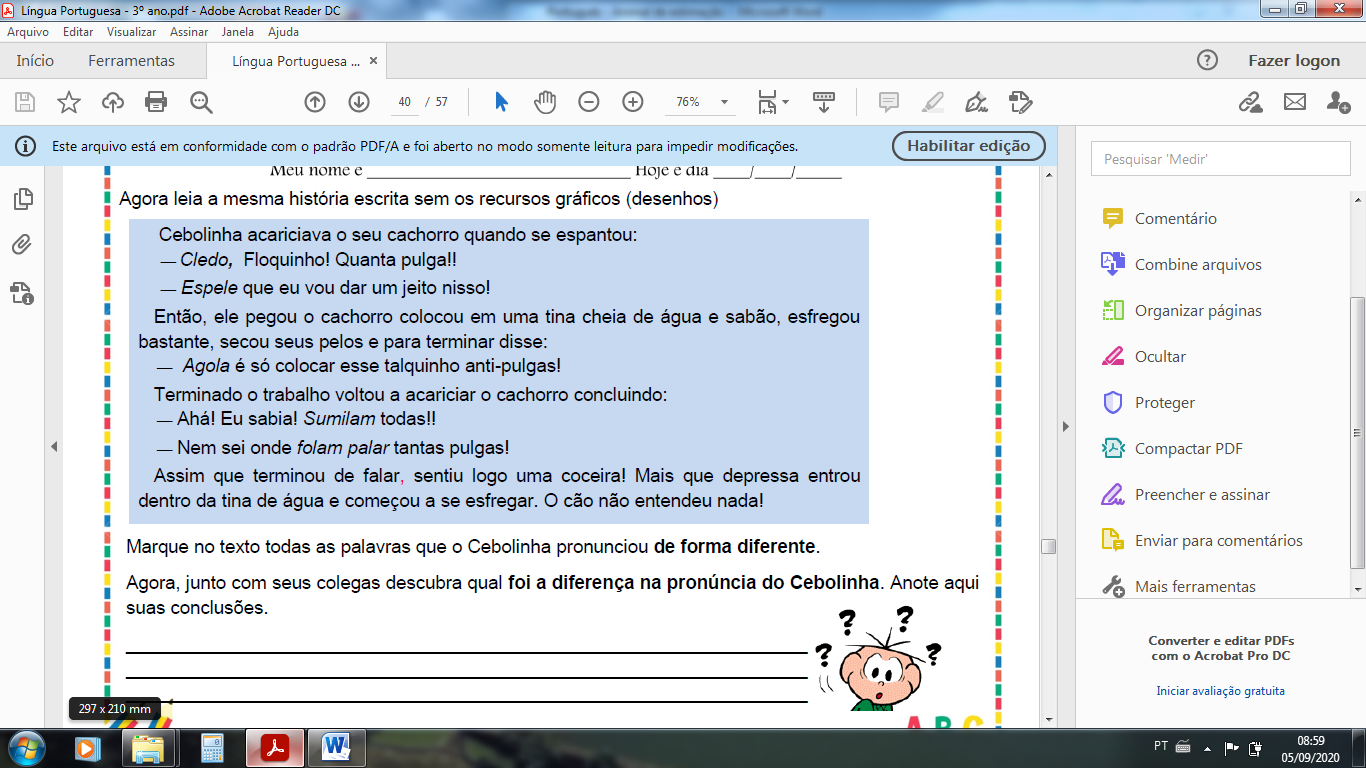 Língua Portuguesa - 3º ano.pdf - Adobe Acrobat Reader DC
Arquivo Editar Visualizar Assinar Janela Ajuda
Início Ferramentas Língua Portuguesa ... × Fazer logon
40 / 57 76%
Este arquivo está em conformidade com o padrão PDF/A e foi aberto no modo somente leitura para impedir modificações. Habilitar edição
Meu nome é ____________________________ Hoje é dia ____/____/_____
Agora leia a mesma história escrita sem os recursos gráficos (desenhos)
Cebolinha acariciava o seu cachorro quando se espantou:
— Cledo, Floquinho! Quanta pulga!!
— Espele que eu vou dar um jeito nisso!
Então, ele pegou o cachorro colocou em uma tina cheia de água e sabão, esfregou
bastante, secou seus pelos e para terminar disse:
— Agola é só colocar esse talquinho anti-pulgas!
Terminado o trabalho voltou a acariciar o cachorro concluindo:
— Ahá! Eu sabia! Sumilam todas!!
— Nem sei onde folam palar tantas pulgas!
Assim que terminou de falar, sentiu logo uma coceira! Mais que depressa entrou
dentro da tina de água e começou a se esfregar. O cão não entendeu nada!
Marque no texto todas as palavras que o Cebolinha pronunciou de forma diferente.
Agora, junto com seus colegas descubra qual foi a diferença na pronúncia do Cebolinha. Anote aqui
suas conclusões.
? ? ? ?
A B C
297 x 210 mm
Pesquisar 'Medir'
Comentário
Combine arquivos
Organizar páginas
Ocultar
Proteger
Compactar PDF
Preencher e assinar
Enviar para comentários
Mais ferramentas
Converter e editar PDFs
com o Acrobat Pro DC
Iniciar avaliação gratuita
PT 08:59
05/09/2020